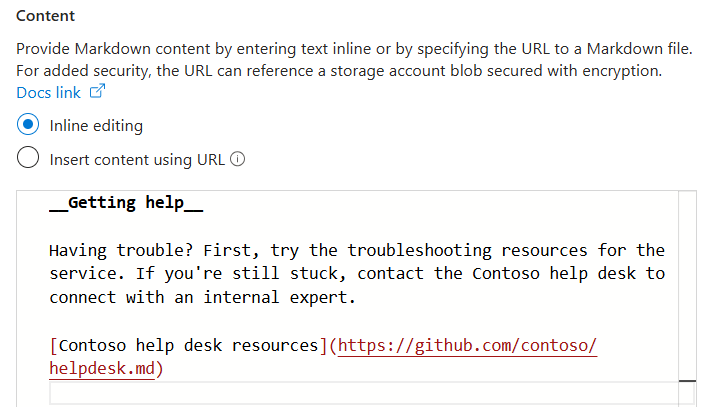 Content
Provide Markdown content by entering text inline or by specifying the URL to a Markdown file.
For added security, the URL can reference a storage account blob secured with encryption.
Docs link
Inline editing
Insert content using URL
__Getting help__
Having trouble? First, try the troubleshooting resources for the
service. If you're still stuck, contact the Contoso help desk to
connect with an internal expert.
[Contoso help desk resources](https://github.com/contoso/
helpdesk.md)